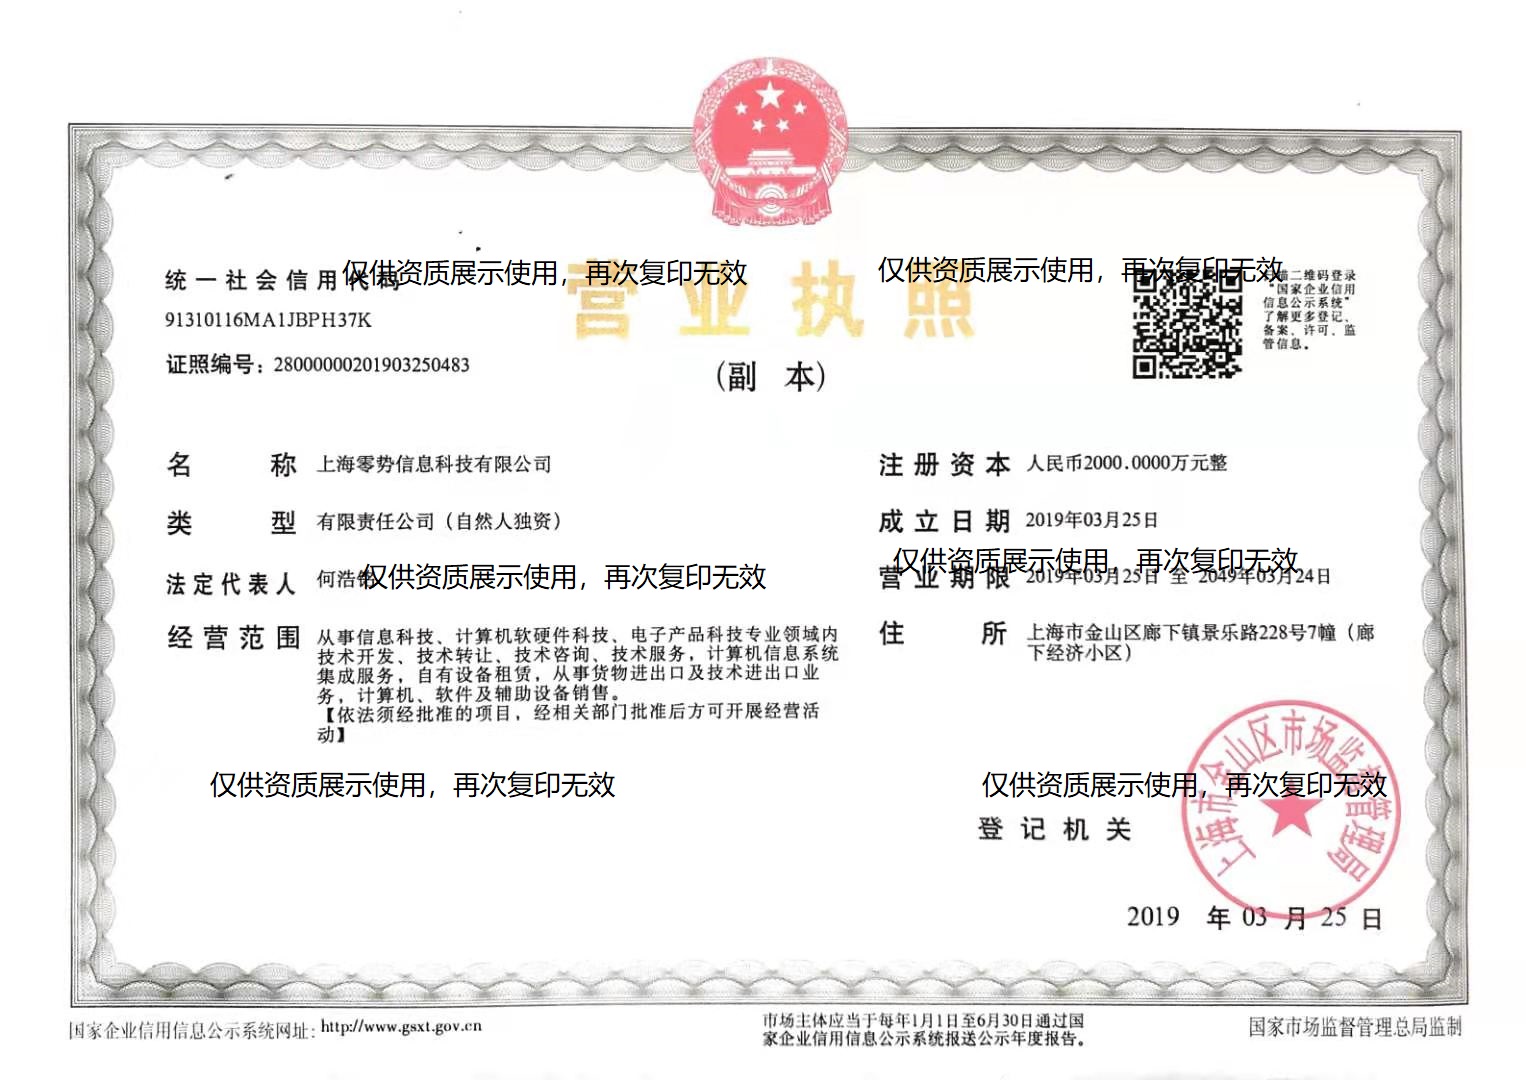 统一社会信用代码
仅供资质展示使用，再次复印无效
91310116MA1JBPH37K
证照编号：28000000201903250483
营业执照
（副 本）
仅供资质展示使用，再次复印无效
扫描二维码登录
“国家企业信用
信息公示系统”
了解更多登记、
备案、许可、监
管信息。
名 称 上海零势信息科技有限公司
类 型 有限责任公司（自然人独资）
法定代表人 何浩
仅供资质展示使用，再次复印无效
经营范围 从事信息科技、计算机软硬件科技、电子产品科技专业领域内
技术开发、技术转让、技术咨询、技术服务，计算机信息系统
集成服务，自有设备租赁，从事货物进出口及技术进出口业
务，计算机、软件及辅助设备销售。
【依法须经批准的项目，经相关部门批准后方可开展经营活
动】
仅供资质展示使用，再次复印无效
注册资本 人民币2000.0000万元整
成立日期 2019年03月25日
仅供资质展示使用，再次复印无效
营业期限 2019年03月25日 至 2049年03月24日
住 所 上海市金山区廊下镇景乐路228号7幢（廊
下经济小区）
仅供资质展示使用，再次复印无效
登记机关
上海市金山区市场监督管理局
2019 年 03 月 25 日
国家企业信用信息公示系统网址：http://www.gsxt.gov.cn
市场主体应当于每年1月1日至6月30日通过国
家企业信用信息公示系统报送公示年度报告。
国家市场监督管理总局监制